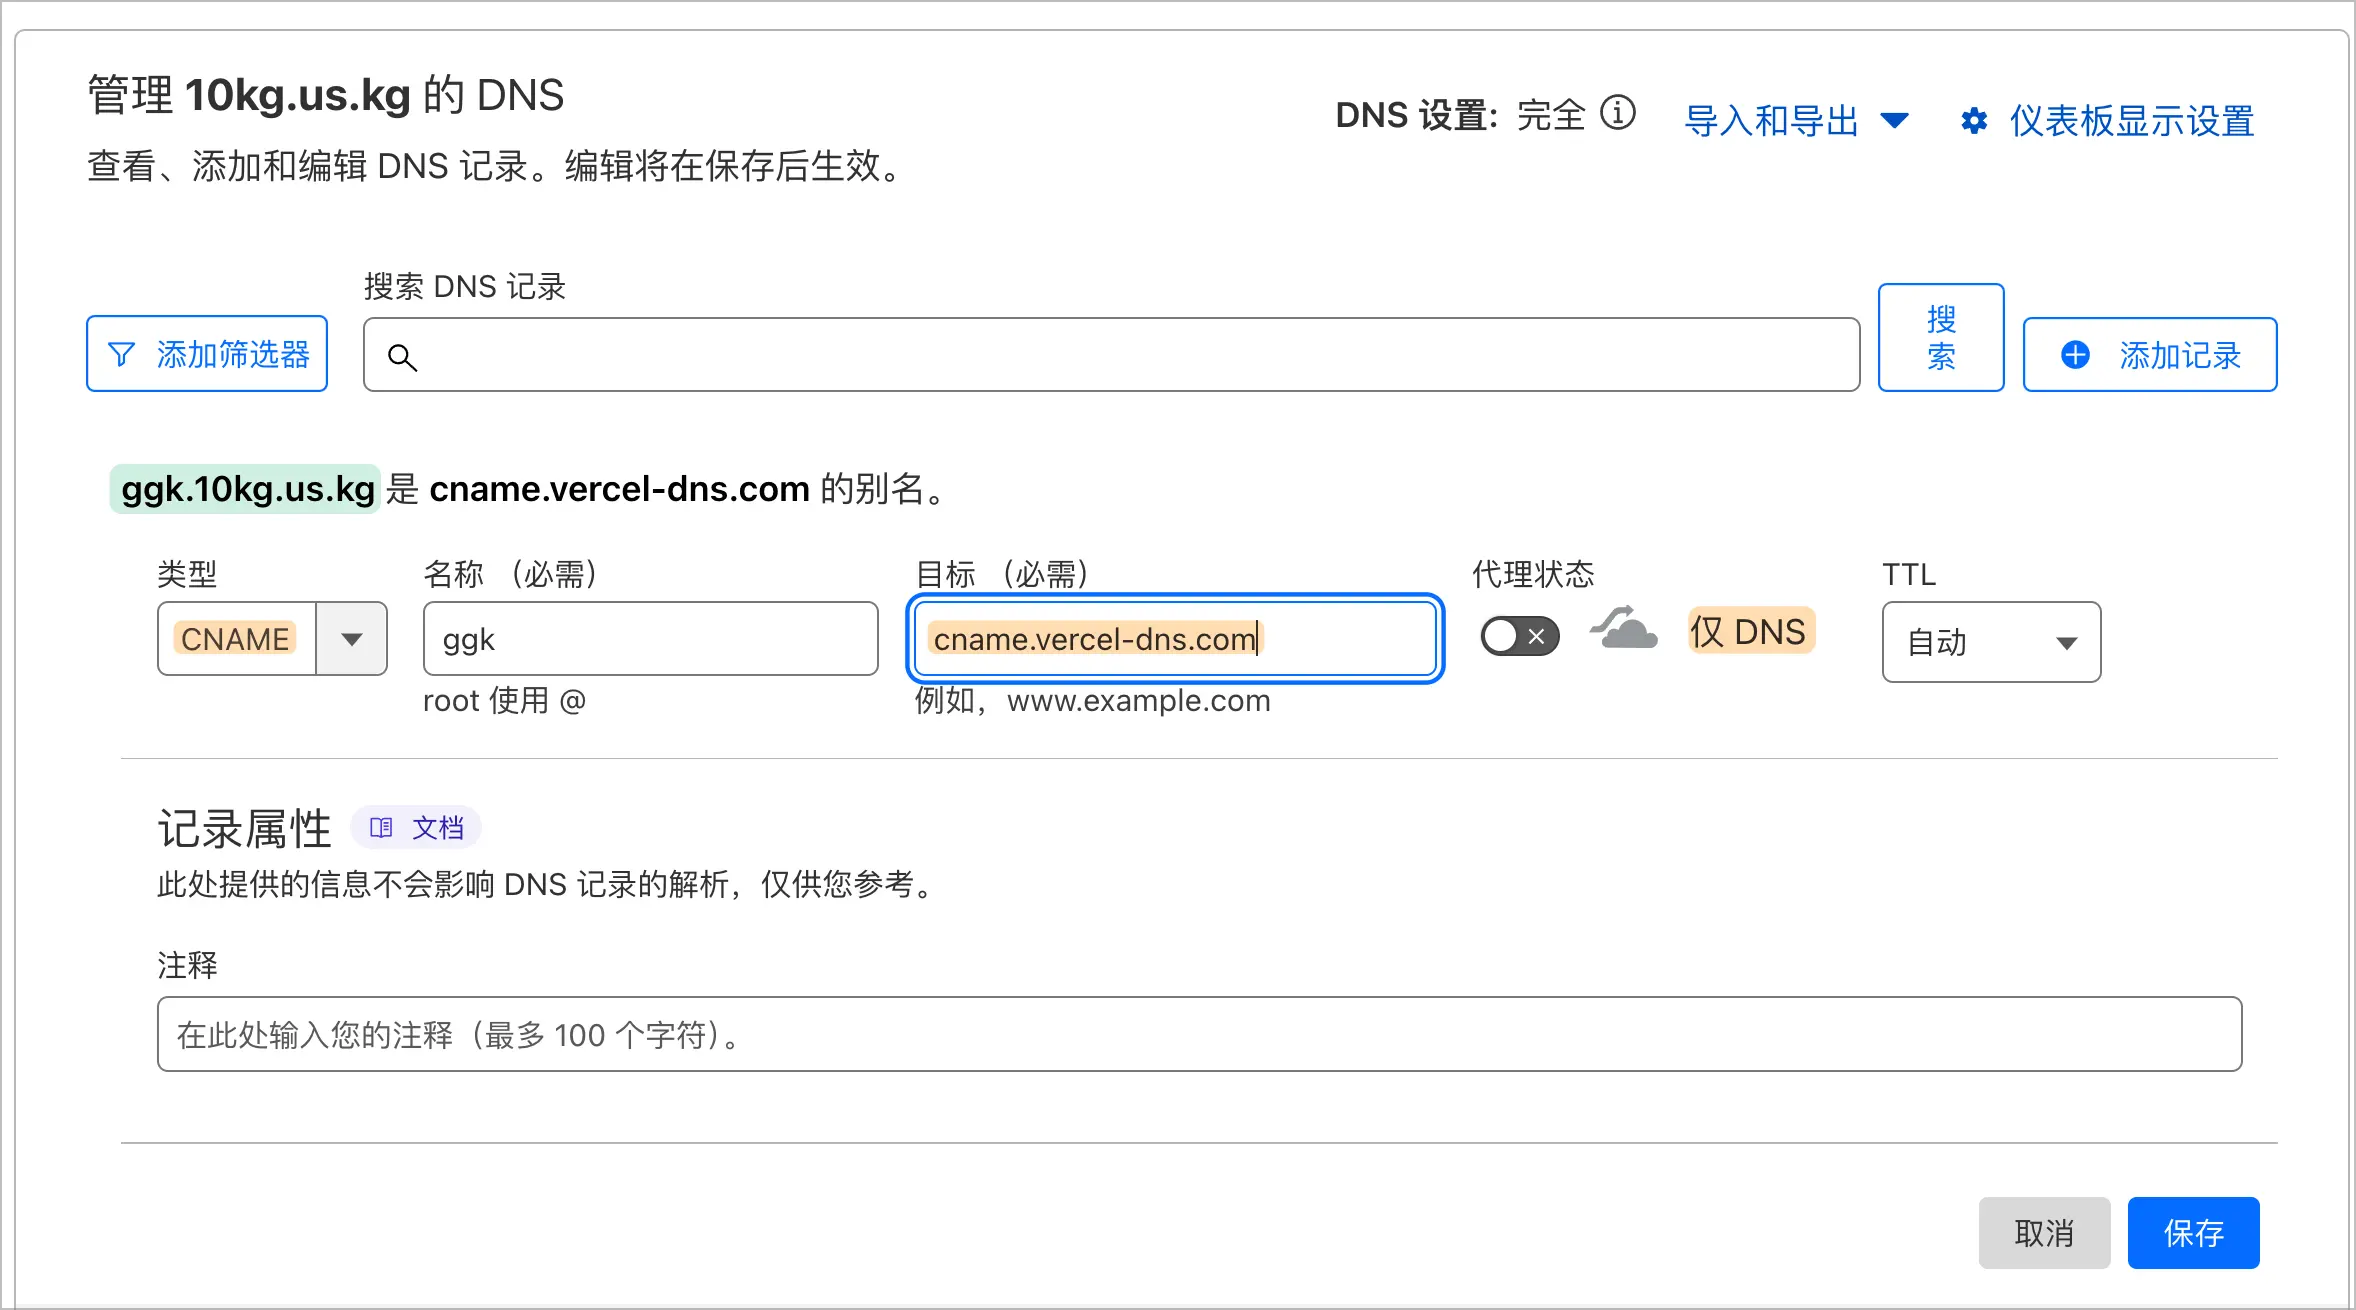 管理 10kg.us.kg 的 DNS
DNS 设置: 完全
导入和导出
仪表板显示设置
查看、添加和编辑 DNS 记录。编辑将在保存后生效。
搜索 DNS 记录
添加筛选器
搜
索
添加记录
ggk.10kg.us.kg 是 cname.vercel-dns.com 的别名。
类型
名称 （必需）
目标 （必需）
代理状态
TTL
CNAME
ggk
cname.vercel-dns.com
仅 DNS
自动
root 使用 @
例如，www.example.com
记录属性
文档
此处提供的信息不会影响 DNS 记录的解析，仅供您参考。
注释
在此处输入您的注释（最多 100 个字符）。
取消
保存